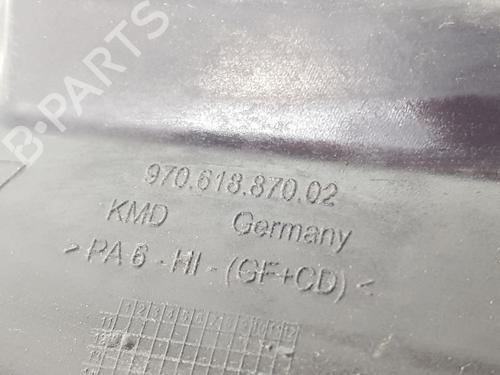 B-PARTS
970.618.870.02
KMD Germany
> PA 6 - HI - (GF+CD) <